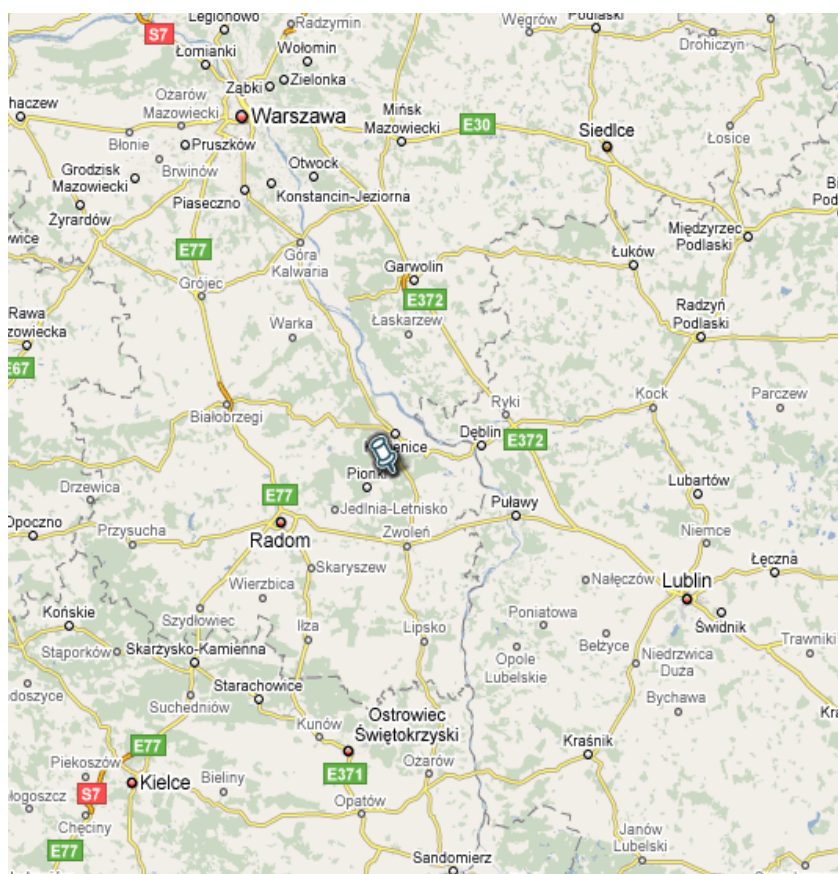 Legionowo
Radzymin
Węgrów
Podlaski
Drohiczyn
S7
Łomianki
Wołomin
Ząbki
Zielonka
Ożarów
Mazowiecki
Warszawa
Mińsk
Mazowiecki
E30
Siedlce
Łosice
Błonie
Pruszków
Brwinów
Otwock
Grodzisk
Mazowiecki
Piaseczno
Konstancin-Jeziorna
Żyrardów
E77
Góra
Kalwaria
Międzyrzec
Podlaski
Łuków
Garwolin
Grójec
E372
Rawa
Warka
Łaskarzew
Radzyń
Podlaski
E67
Białobrzegi
Ryki
Kock
Parczew
Dęblin
E372
Pionki
Drzewica
E77
Jedlnia-Letnisko
Puławy
Lubartów
Opoczno
Przysucha
Radom
Zwoleń
Niemce
Skaryszew
Wierzbica
Nałęczów
Lublin
Łęczna
Końskie
Szydłowiec
Iłża
Lipsko
Poniatowa
Świdnik
Bełżyce
Stąporków
Skarżysko-Kamienna
Opole
Lubelskie
Niedrzwica
Duża
Trawniki
Starachowice
Suchedniów
Bychawa
Kunów
Ostrowiec
Świętokrzyski
E77
Piekoszów
Kraśnik
Kielce
Bieliny
E371
Ożarów
S7
Opatów
Chęciny
E77
Janów
Lubelski
Sandomierz